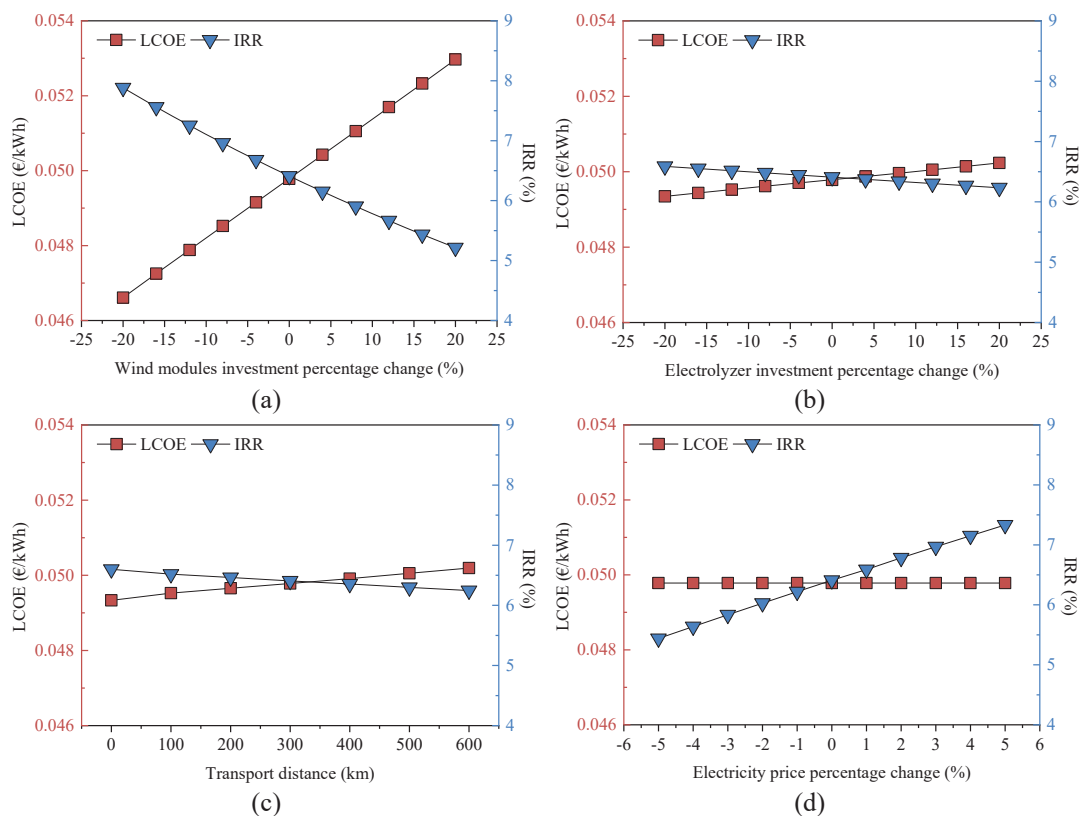 0.054
0.052
0.050
0.048
0.046
LCOE (€/kWh)
LCOE IRR
9
8
7
6
5
4
IRR (%)
-25 -20 -15 -10 -5 0 5 10 15 20 25
Wind modules investment percentage change (%)
(a)
0.054
0.052
0.050
0.048
0.046
LCOE (€/kWh)
LCOE IRR
9
8
7
6
5
4
IRR (%)
-25 -20 -15 -10 -5 0 5 10 15 20 25
Electrolyzer investment percentage change (%)
(b)
0.054
0.052
0.050
0.048
0.046
LCOE (€/kWh)
LCOE IRR
9
8
7
6
5
4
IRR (%)
0 100 200 300 400 500 600
Transport distance (km)
(c)
0.054
0.052
0.050
0.048
0.046
LCOE (€/kWh)
LCOE IRR
9
8
7
6
5
4
IRR (%)
-6 -5 -4 -3 -2 -1 0 1 2 3 4 5 6
Electricity price percentage change (%)
(d)